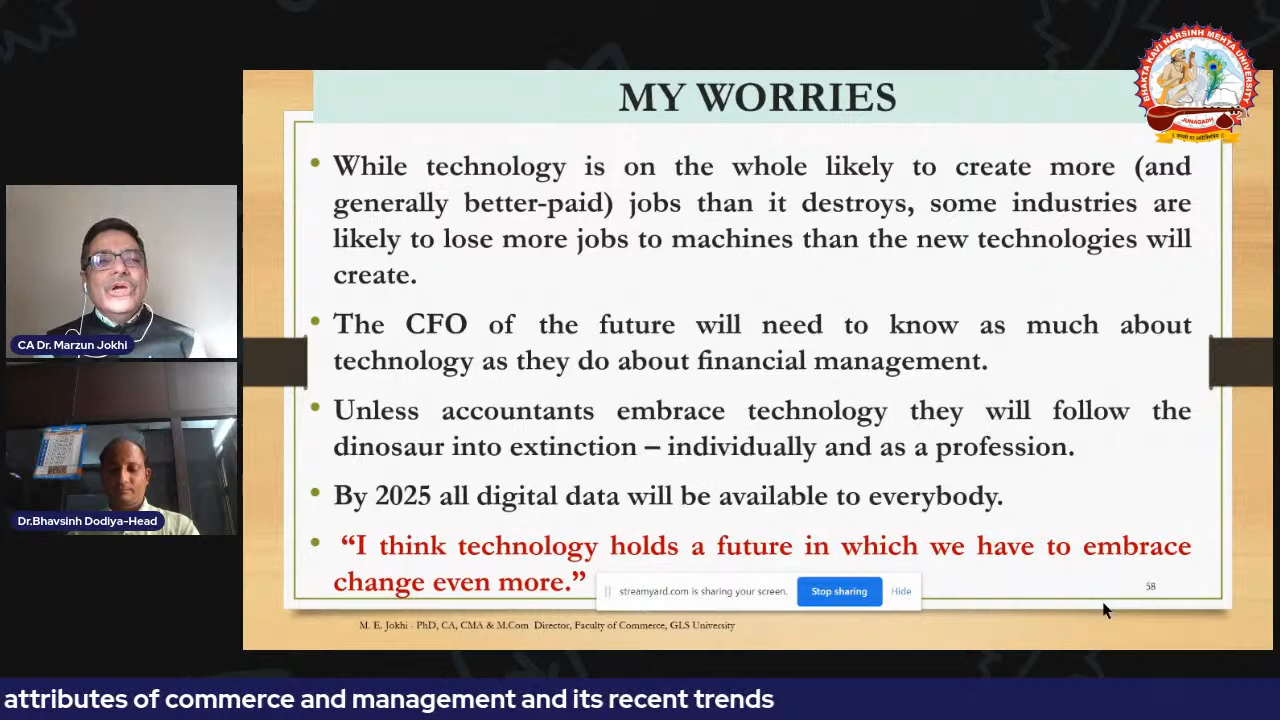 MY WORRIES
BHAKTA KAVI NARSINH MEHTA UNIVERSITY
JUNAGADH
• While technology is on the whole likely to create more (and
generally better-paid) jobs than it destroys, some industries are
likely to lose more jobs to machines than the new technologies will
create.
• The CFO of the future will need to know as much about
technology as they do about financial management.
• Unless accountants embrace technology they will follow the
dinosaur into extinction – individually and as a profession.
• By 2025 all digital data will be available to everybody.
• “I think technology holds a future in which we have to embrace
change even more.”
streamyard.com is sharing your screen.
Stop sharing
Hide
58
M. E. Jokhi - PhD, CA, CMA & M.Com Director, Faculty of Commerce, GLS University
CA Dr. Marzun Jokhi
Dr.Bhavsinh Dodiya-Head
attributes of commerce and management and its recent trends